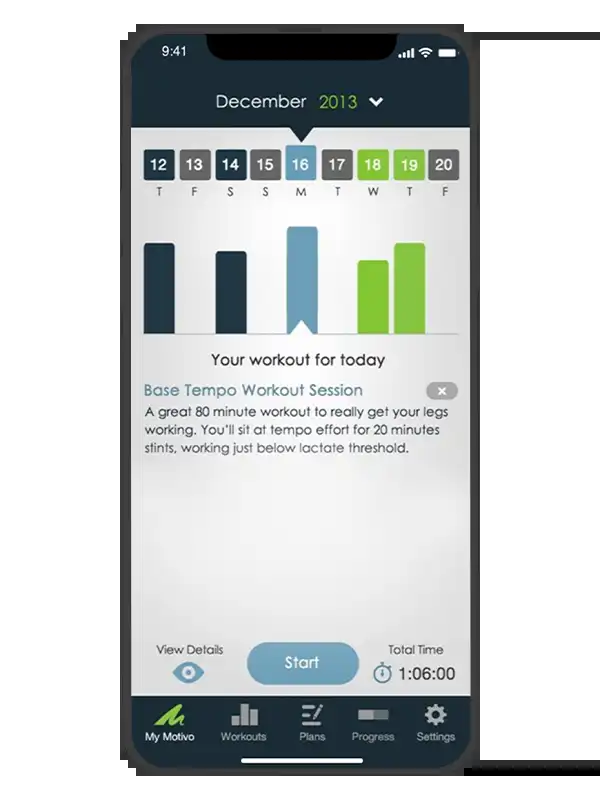 9:41
December 2013
12 13 14 15 16 17 18 19 20
T F S S M T W T F
Your workout for today
Base Tempo Workout Session
A great 80 minute workout to really get your legs
working. You'll sit at tempo effort for 20 minutes
stints, working just below lactate threshold.
View Details Start Total Time
1:06:00
My Motivo Workouts Plans Progress Settings